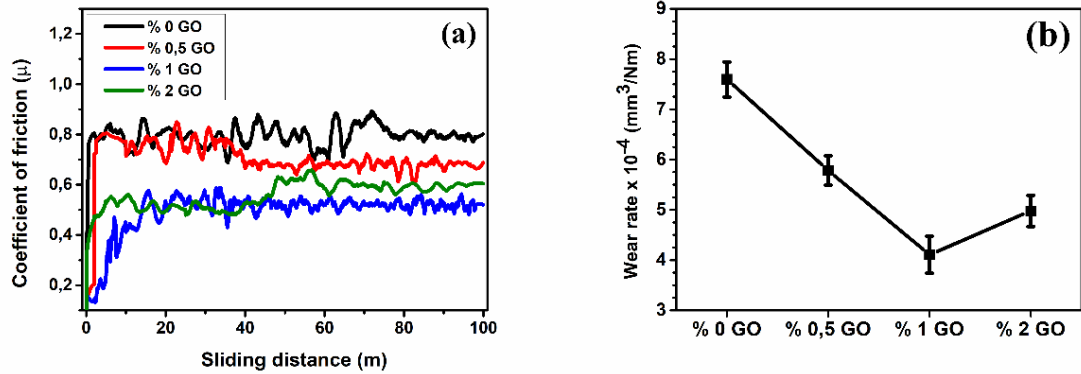 (a)
% 0 GO
% 0,5 GO
% 1 GO
% 2 GO
Coefficient of friction (μ)
1,2
1,0
0,8
0,6
0,4
0,2
0 20 40 60 80 100
Sliding distance (m)
(b)
Wear rate x 10⁻⁴ (mm³/Nm)
9
8
7
6
5
4
3
% 0 GO % 0,5 GO % 1 GO % 2 GO